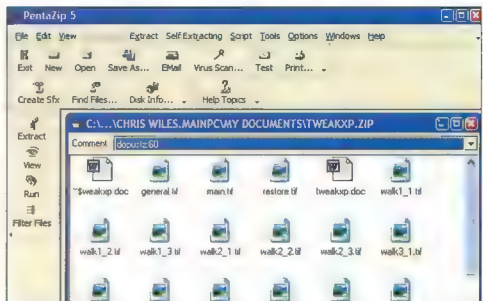 PentaZip 5
File Edit View Extract Self Extracting Script Tools Options Windows Help
Exit New Open Save As... EMail Virus Scan... Test Print...
Create Sfx Find Files... Disk Info... Help Topics
Extract
View
Run
Filter Files
C:\...\CHRIS WILES.MAINPC\MY DOCUMENTS\TWEAKXP.ZIP
Comment
~$weakxp.doc general.tif main.tif restore.tif tweakxp.doc walk1_1.tif
walk1_2.tif walk1_3.tif walk2_1.tif walk2_2.tif walk2_3.tif walk3_1.tif